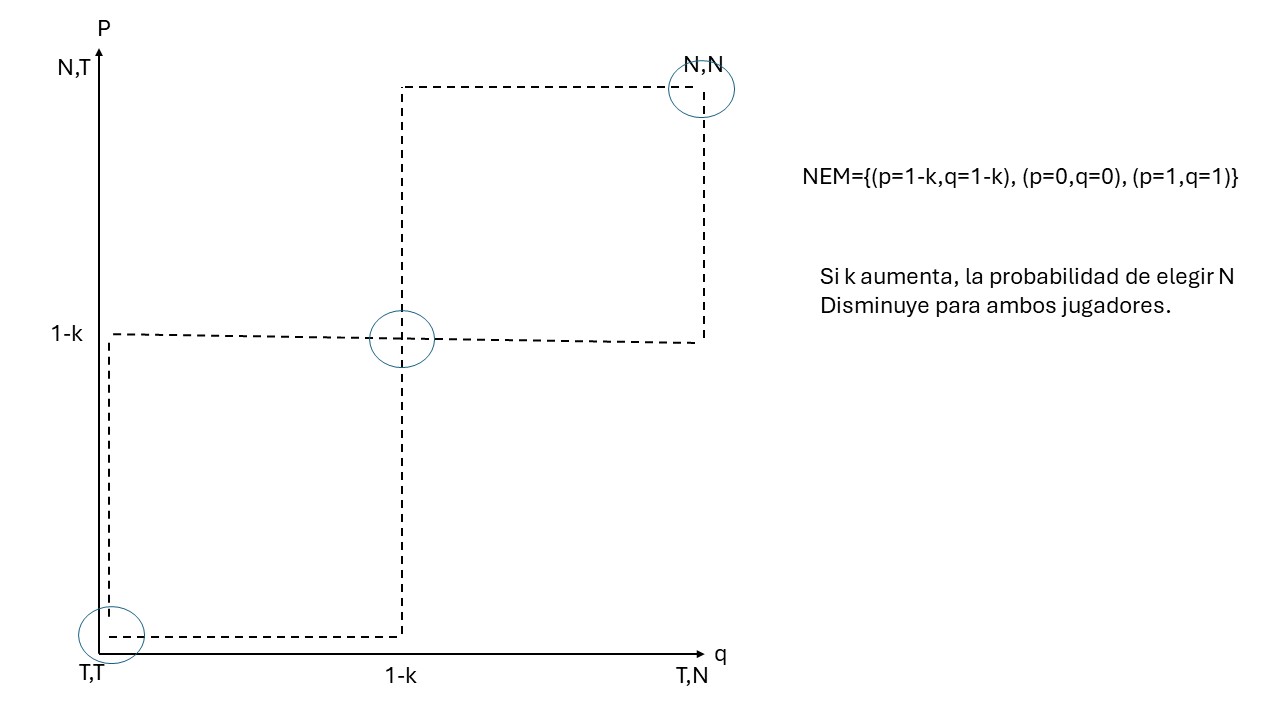 P
N,T
N,N
NEM={(p=1-k,q=1-k), (p=0,q=0), (p=1,q=1)}
Si k aumenta, la probabilidad de elegir N
Disminuye para ambos jugadores.
1-k
q
T,T
1-k
T,N